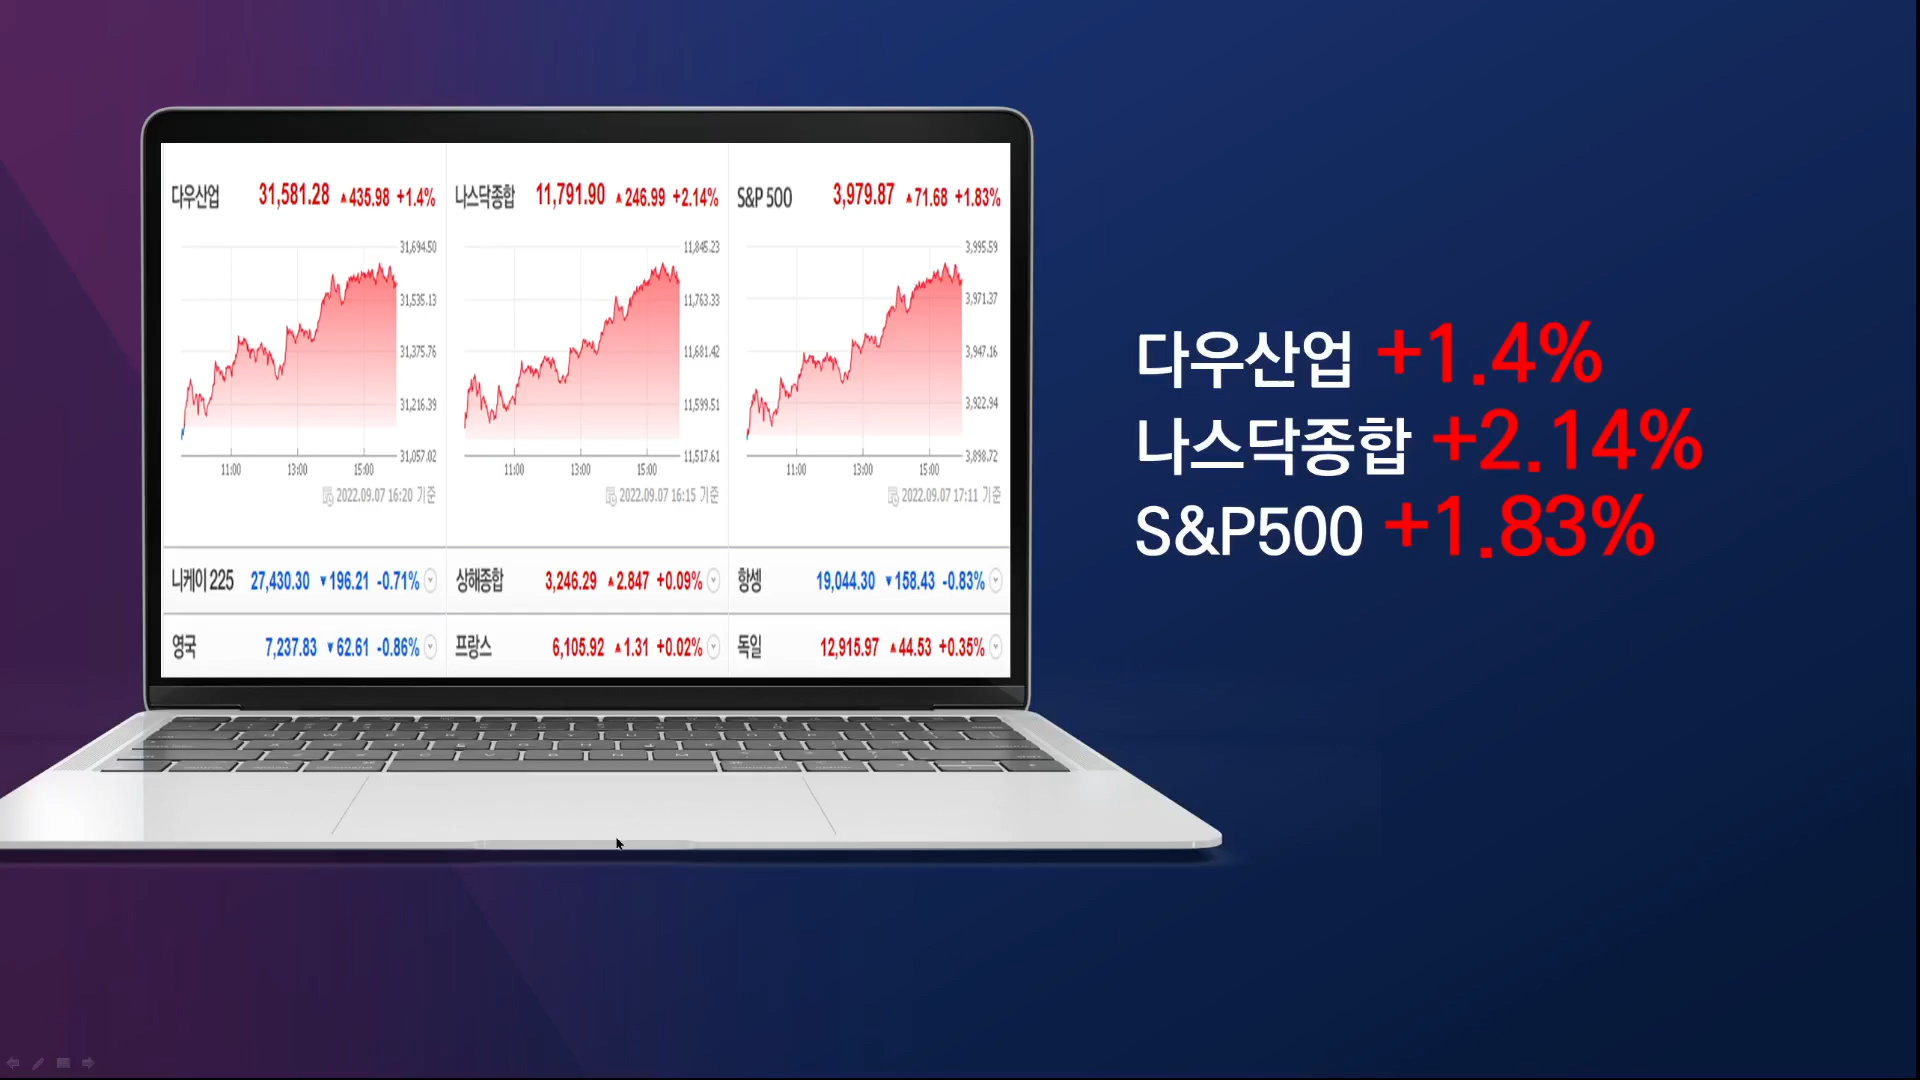 다우산업 31,581.28 ▲435.98 +1.4%
31,694.50
31,535.13
31,375.76
31,216.39
31,057.02
11:00 13:00 15:00
2022.09.07 16:20 기준
나스닥종합 11,791.90 ▲246.99 +2.14%
11,845.23
11,763.33
11,681.42
11,599.51
11,517.61
11:00 13:00 15:00
2022.09.07 16:15 기준
S&P 500 3,979.87 ▲71.68 +1.83%
3,995.59
3,971.37
3,947.16
3,922.94
3,898.72
11:00 13:00 15:00
2022.09.07 17:11 기준
니케이 225 27,430.30 ▼196.21 -0.71%
상해종합 3,246.29 ▲2.847 +0.09%
항셍 19,044.30 ▼158.43 -0.83%
영국 7,237.83 ▼62.61 -0.86%
프랑스 6,105.92 ▲1.31 +0.02%
독일 12,915.97 ▲44.53 +0.35%
다우산업 +1.4%
나스닥종합 +2.14%
S&P500 +1.83%